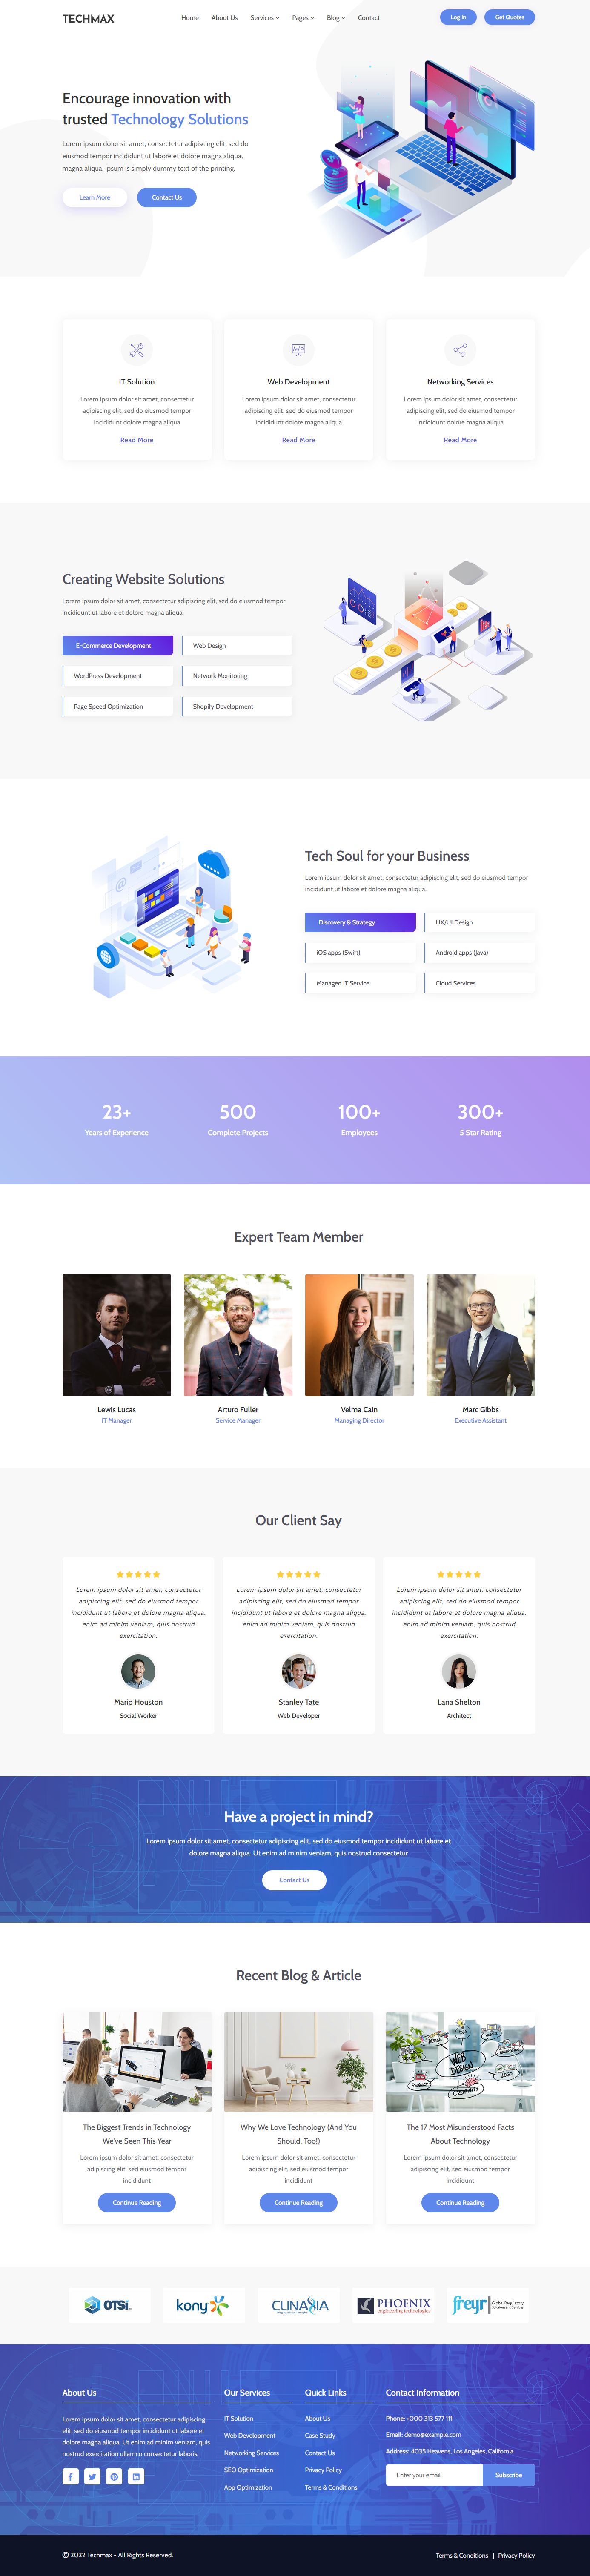 TECHMAX
Home About Us Services Pages Blog Contact
Log In Get Quotes
Encourage innovation with
trusted Technology Solutions
Lorem ipsum dolor sit amet, consectetur adipiscing elit, sed do
eiusmod tempor incididunt ut labore et dolore magna aliqua,
magna aliqua. ipsum is simply dummy text of the printing.
Learn More Contact Us
IT Solution
Lorem ipsum dolor sit amet, consectetur
adipiscing elit, sed do eiusmod tempor
incididunt dolore magna aliqua
Read More
Web Development
Lorem ipsum dolor sit amet, consectetur
adipiscing elit, sed do eiusmod tempor
incididunt dolore magna aliqua
Read More
Networking Services
Lorem ipsum dolor sit amet, consectetur
adipiscing elit, sed do eiusmod tempor
incididunt dolore magna aliqua
Read More
Creating Website Solutions
Lorem ipsum dolor sit amet, consectetur adipiscing elit, sed do eiusmod tempor
incididunt ut labore et dolore magna aliqua.
E-Commerce Development Web Design
WordPress Development Network Monitoring
Page Speed Optimization Shopify Development
Tech Soul for your Business
Lorem ipsum dolor sit amet, consectetur adipiscing elit, sed do eiusmod tempor
incididunt ut labore et dolore magna aliqua.
Discovery & Strategy UX/UI Design
iOS apps (Swift) Android apps (Java)
Managed IT Service Cloud Services
23+ 500 100+ 300+
Years of Experience Complete Projects Employees 5 Star Rating
Expert Team Member
Lewis Lucas Arturo Fuller Velma Cain Marc Gibbs
IT Manager Service Manager Managing Director Executive Assistant
Our Client Say
Lorem ipsum dolor sit amet, consectetur
adipiscing elit, sed do eiusmod tempor
incididunt ut labore et dolore magna aliqua.
enim ad minim veniam, quis nostrud
exercitation.
Mario Houston
Social Worker
Lorem ipsum dolor sit amet, consectetur
adipiscing elit, sed do eiusmod tempor
incididunt ut labore et dolore magna aliqua.
enim ad minim veniam, quis nostrud
exercitation.
Stanley Tate
Web Developer
Lorem ipsum dolor sit amet, consectetur
adipiscing elit, sed do eiusmod tempor
incididunt ut labore et dolore magna aliqua.
enim ad minim veniam, quis nostrud
exercitation.
Lana Shelton
Architect
Have a project in mind?
Lorem ipsum dolor sit amet, consectetur adipiscing elit, sed do eiusmod tempor incididunt ut labore et
dolore magna aliqua. Ut enim ad minim veniam, quis nostrud consectetur
Contact Us
Recent Blog & Article
The Biggest Trends in Technology
We've Seen This Year
Lorem ipsum dolor sit amet, consectetur
adipiscing elit, sed do eiusmod tempor
incididunt
Continue Reading
Why We Love Technology (And You
Should, Too!)
Lorem ipsum dolor sit amet, consectetur
adipiscing elit, sed do eiusmod tempor
incididunt
Continue Reading
WEB
DESIGN
The 17 Most Misunderstood Facts
About Technology
Lorem ipsum dolor sit amet, consectetur
adipiscing elit, sed do eiusmod tempor
incididunt
Continue Reading
OTSi
kony
CLINASIA
PHOENIX
engineering technologies
freyr
Global Regulatory
Solutions and Services
About Us
Lorem ipsum dolor sit amet, consectetur adipiscing
elit, sed do eiusmod tempor incididunt ut labore et
dolore magna aliqua. Ut enim ad minim veniam, quis
nostrud exercitation ullamco consectetur laboris.
Our Services
IT Solution
Web Development
Networking Services
SEO Optimization
App Optimization
Quick Links
About Us
Case Study
Contact Us
Privacy Policy
Terms & Conditions
Contact Information
Phone: +000 313 577 111
Email: demo@example.com
Address: 4035 Heavens, Los Angeles, California
Enter your email Subscribe
© 2022 Techmax - All Rights Reserved.
Terms & Conditions | Privacy Policy